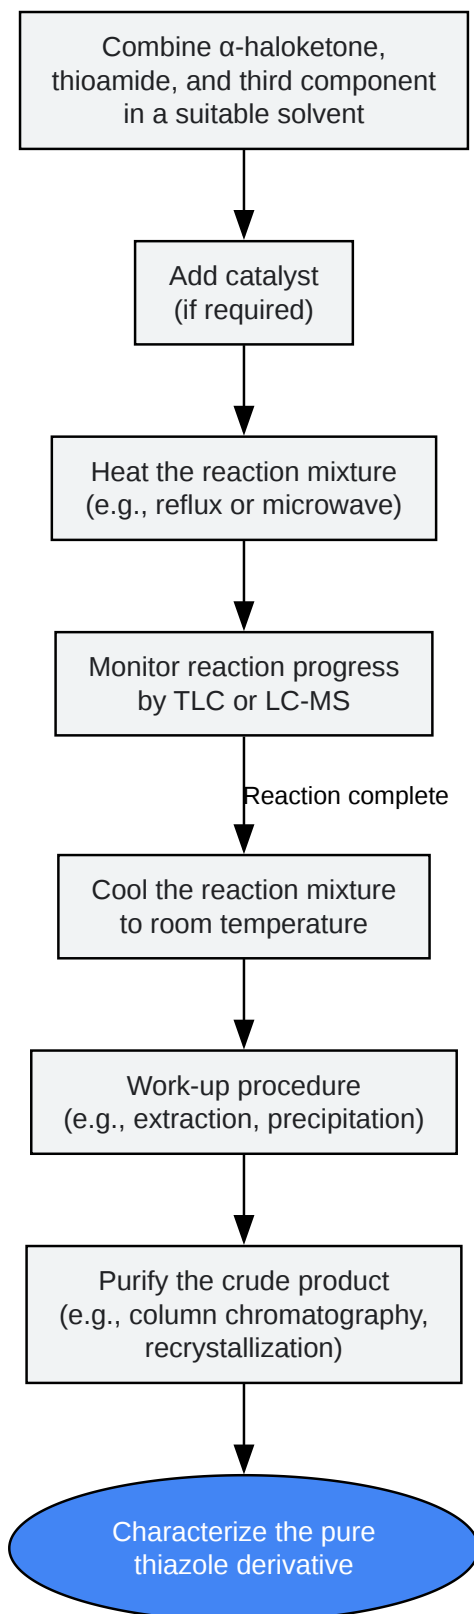 Combine α-haloketone,
thioamide, and third component
in a suitable solvent
Add catalyst
(if required)
Heat the reaction mixture
(e.g., reflux or microwave)
Monitor reaction progress
by TLC or LC-MS
Reaction complete
Cool the reaction mixture
to room temperature
Work-up procedure
(e.g., extraction, precipitation)
Purify the crude product
(e.g., column chromatography,
recrystallization)
Characterize the pure
thiazole derivative